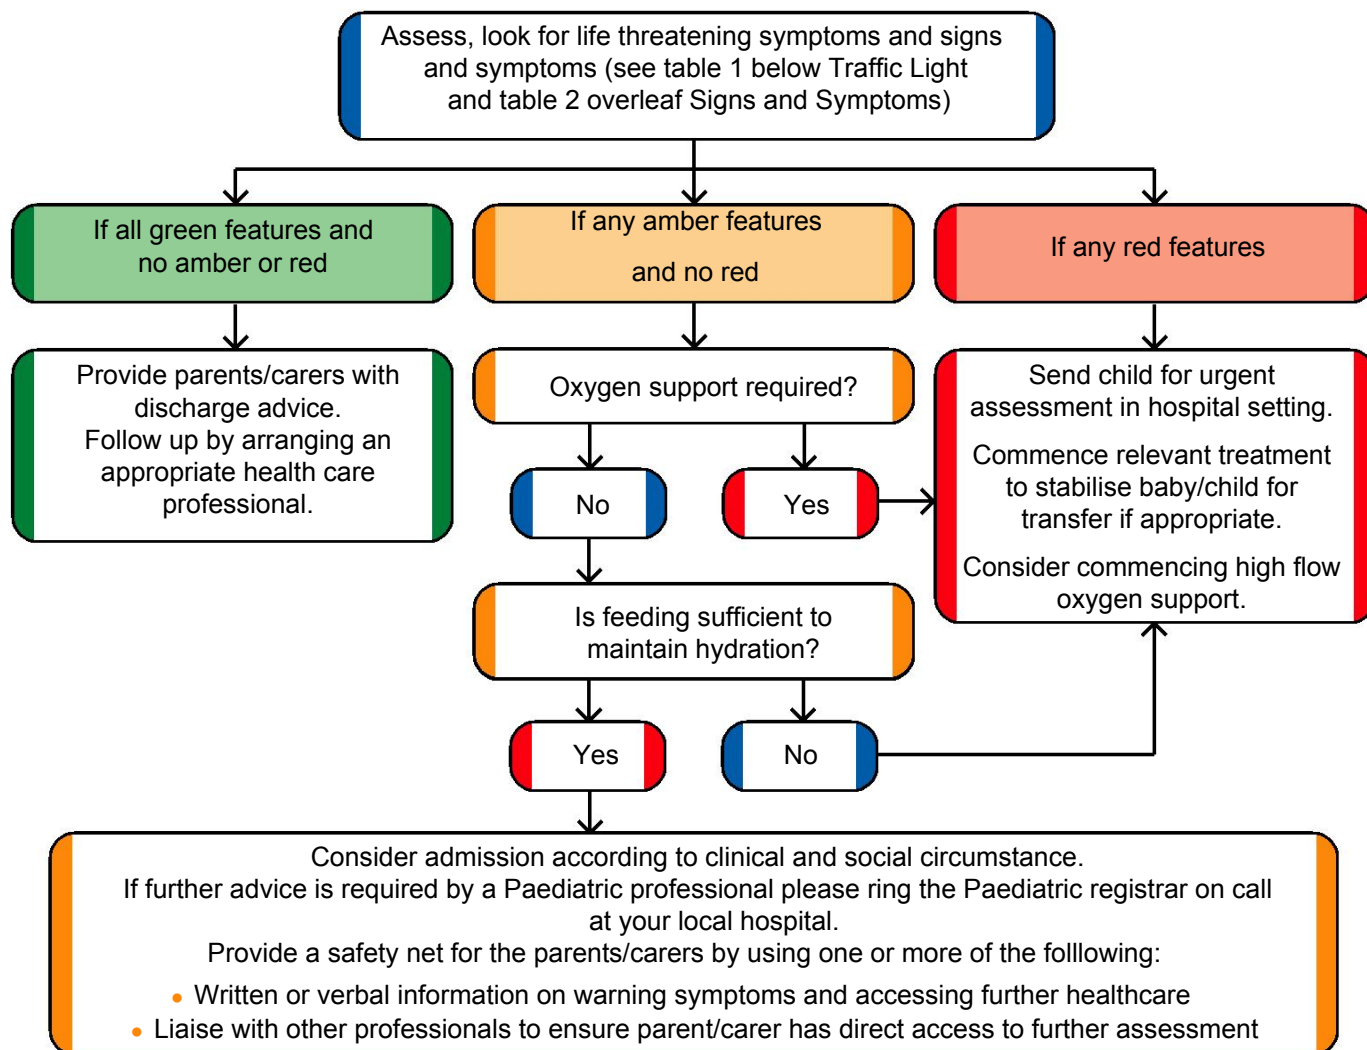 Assess, look for life threatening symptoms and signs
and symptoms (see table 1 below Traffic Light
and table 2 overleaf Signs and Symptoms)
If all green features and
no amber or red
If any amber features
and no red
If any red features
Provide parents/carers with
discharge advice.
Follow up by arranging an
appropriate health care
professional.
Oxygen support required?
No
Yes
Send child for urgent
assessment in hospital setting.
Commence relevant treatment
to stabilise baby/child for
transfer if appropriate.
Consider commencing high flow
oxygen support.
Is feeding sufficient to
maintain hydration?
Yes
No
Consider admission according to clinical and social circumstance.
If further advice is required by a Paediatric professional please ring the Paediatric registrar on call
at your local hospital.
Provide a safety net for the parents/carers by using one or more of the folllowing:
• Written or verbal information on warning symptoms and accessing further healthcare
• Liaise with other professionals to ensure parent/carer has direct access to further assessment